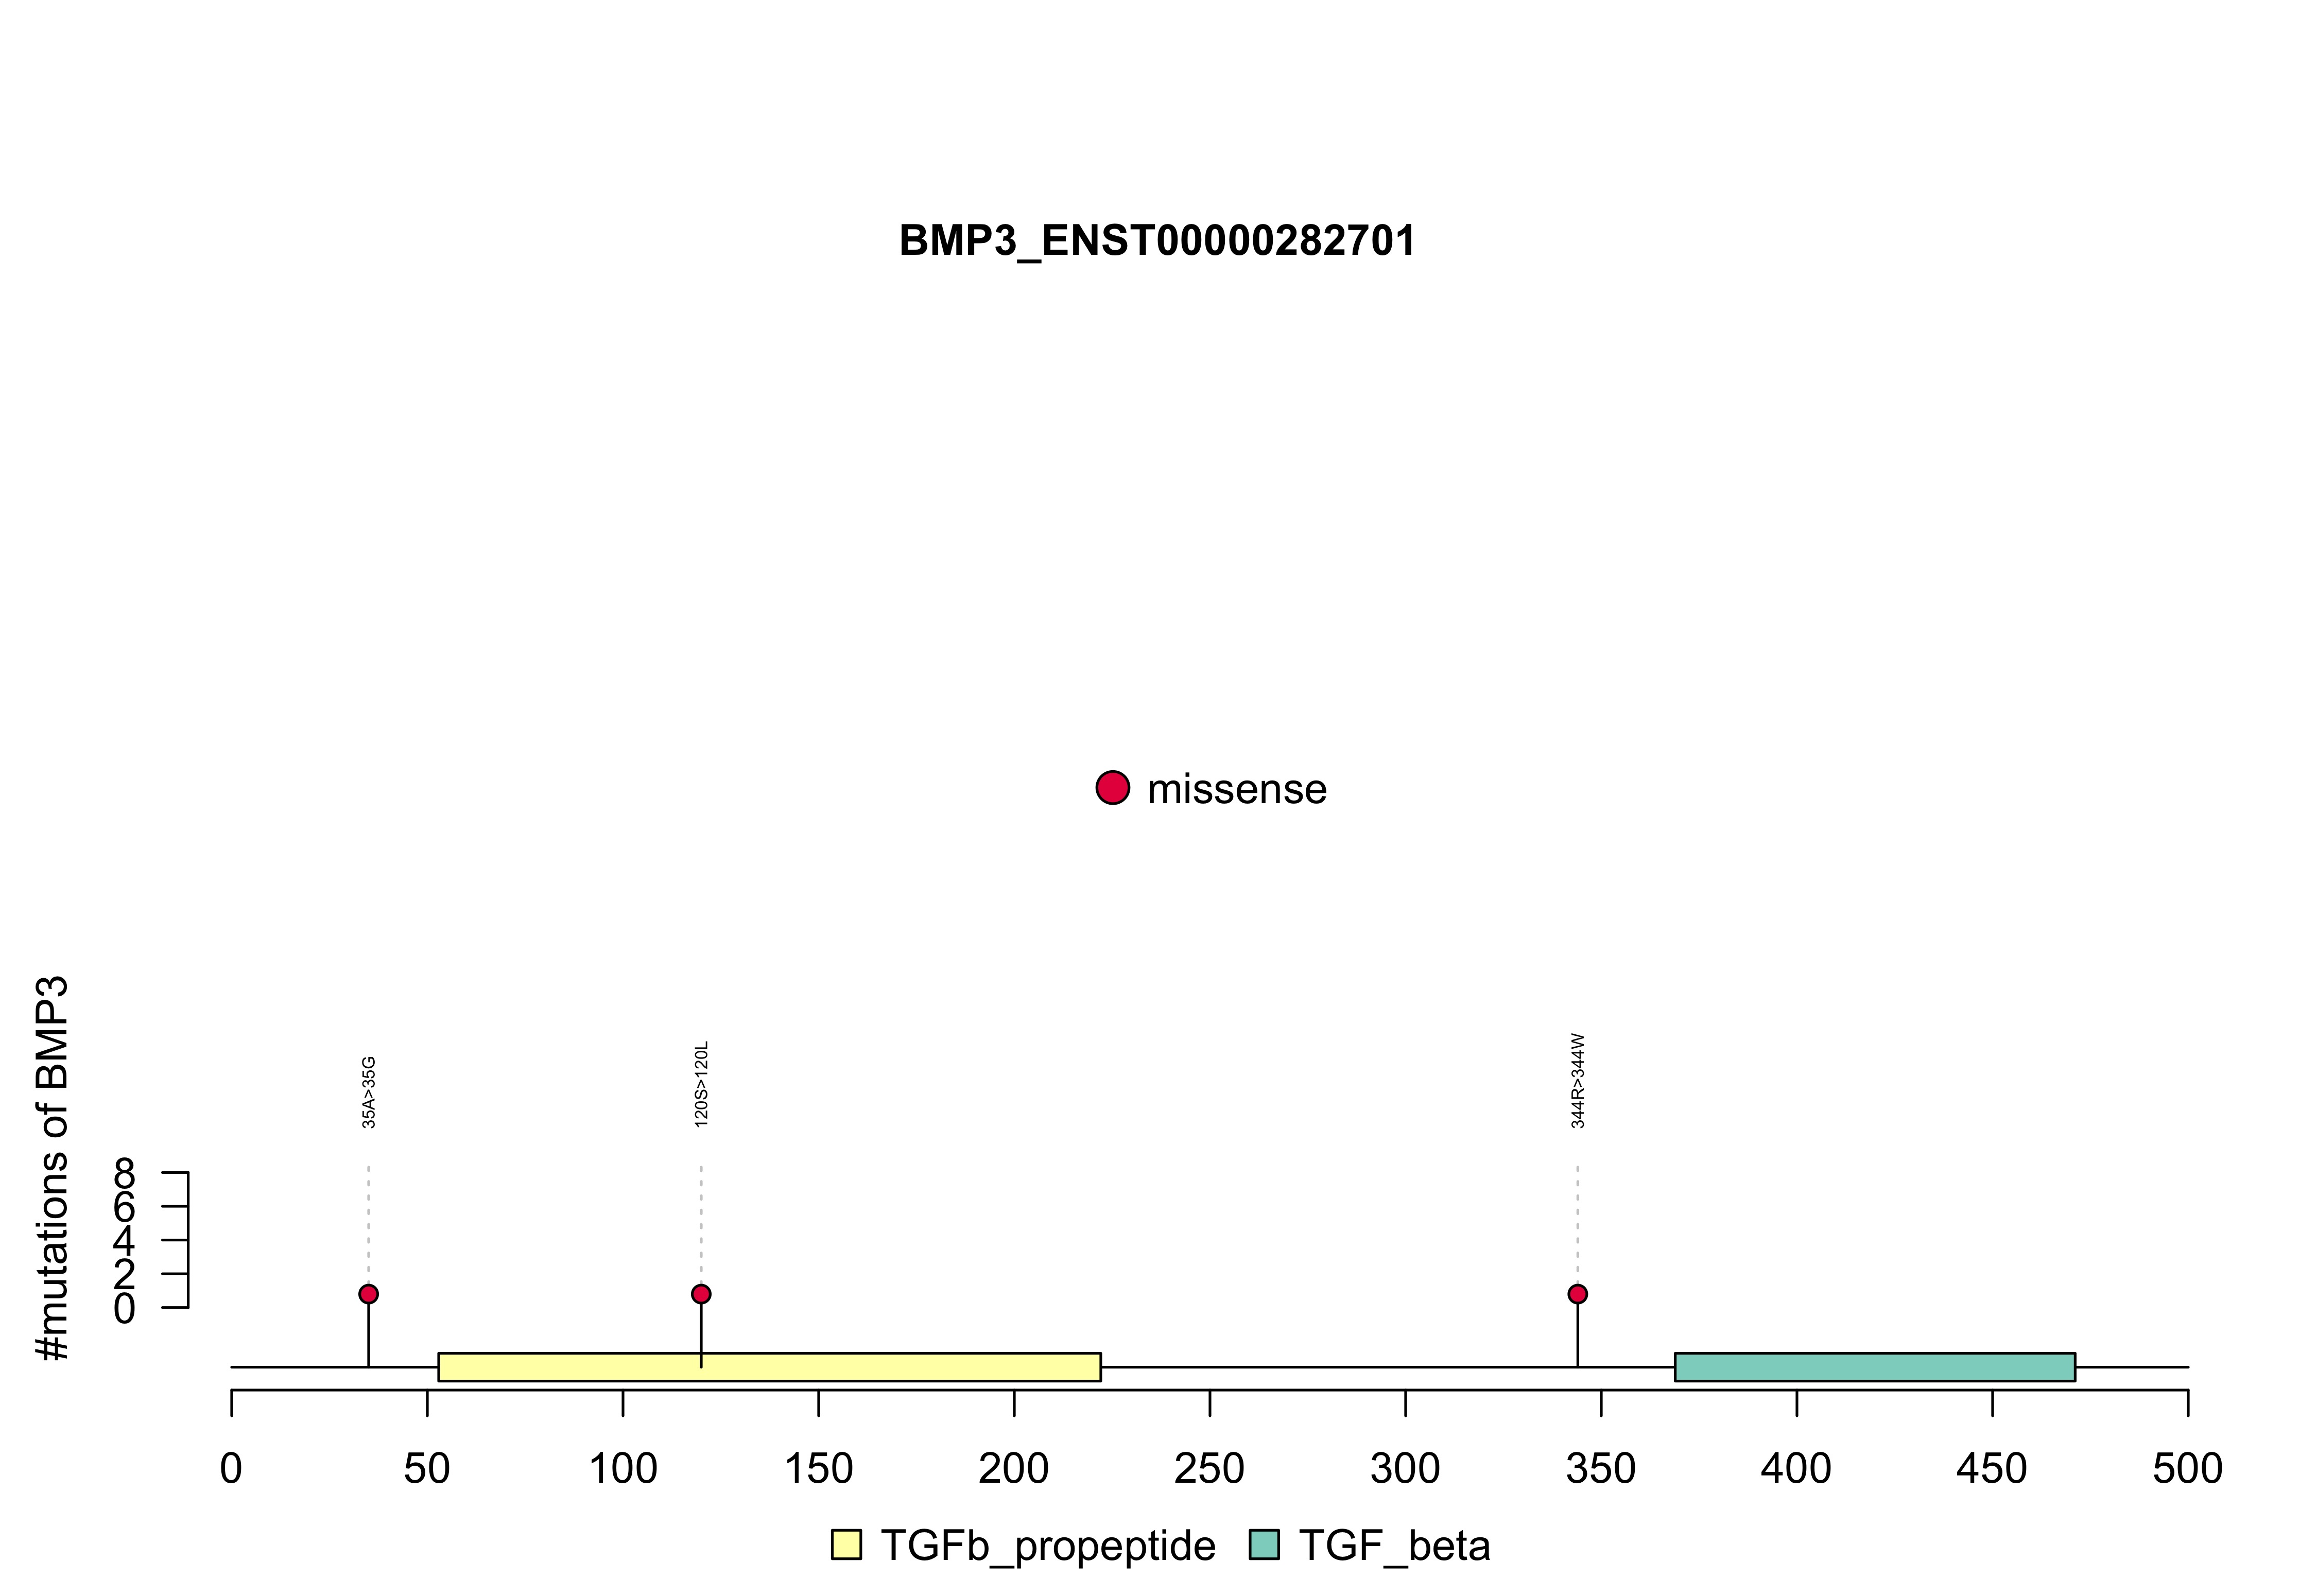 BMP3_ENST00000282701
missense
#mutations of BMP3
35A>35G
120S>120L
344R>344W
8
6
4
2
0
0 50 100 150 200 250 300 350 400 450 500
TGFb_propeptide TGF_beta